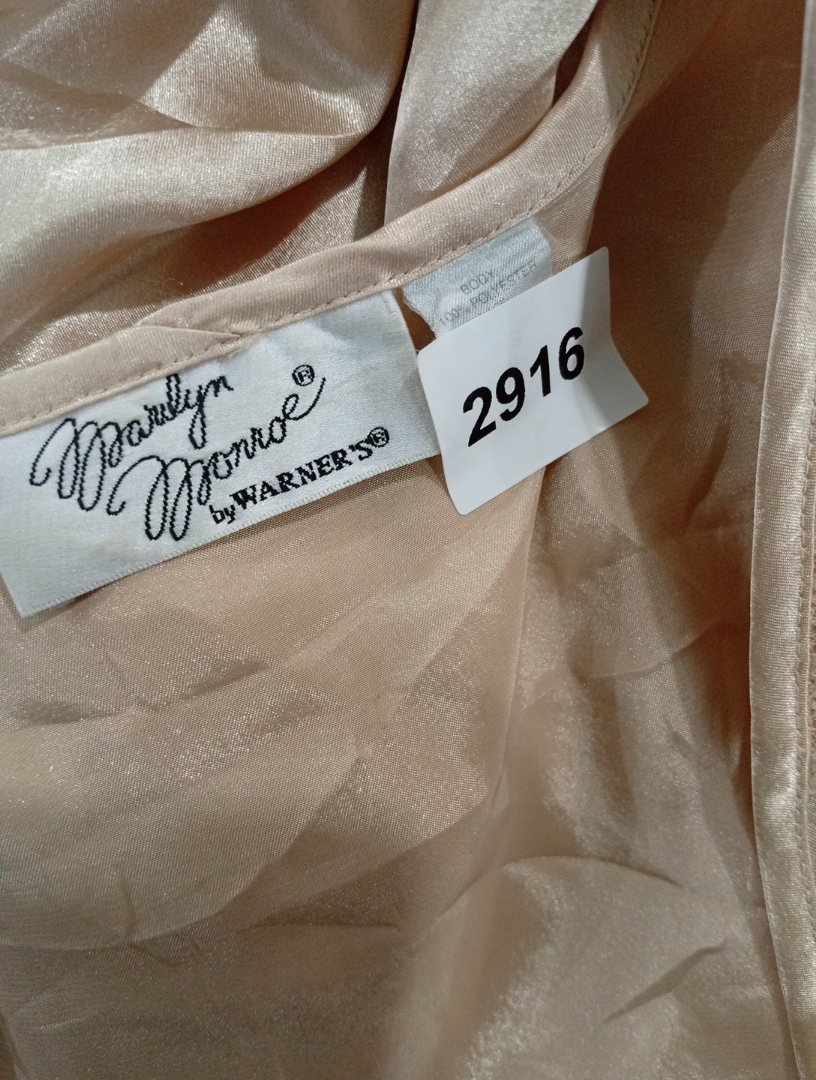 Marilyn
Monroe®
by WARNER'S®
BODY
100% POLYESTER
2916